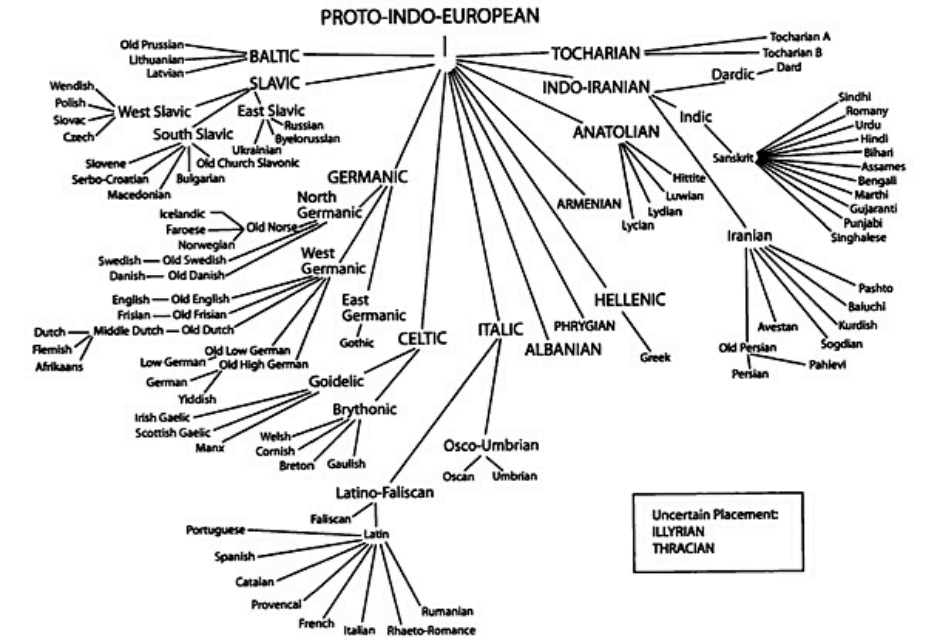 PROTO-INDO-EUROPEAN
Old Prussian
Lithuanian
Latvian
BALTIC
SLAVIC
Wendish
Polish
Slovac
Czech
West Slavic
East Slavic
Russian
Byelorussian
Ukrainian
South Slavic
Old Church Slavonic
Slovene
Serbo-Croatian
Bulgarian
Macedonian
GERMANIC
North
Germanic
Icelandic
Faroese
Norwegian
Old Norse
Swedish
Old Swedish
Danish
Old Danish
West
Germanic
English
Old English
Frisian
Old Frisian
Dutch
Middle Dutch
Old Dutch
Flemish
Afrikaans
Old Low German
Low German
Old High German
German
Yiddish
East
Germanic
Gothic
CELTIC
Goidelic
Irish Gaelic
Scottish Gaelic
Manx
Brythonic
Welsh
Cornish
Breton
Gaulish
ITALIC
Osco-Umbrian
Oscan
Umbrian
Latino-Faliscan
Faliscan
Latin
Portuguese
Spanish
Catalan
Provencal
French
Italian
Rhaeto-Romance
Rumanian
ALBANIAN
PHRYGIAN
HELLENIC
Greek
ARMENIAN
ANATOLIAN
Hittite
Luwian
Lydian
Lycian
TOCHARIAN
Tocharian A
Tocharian B
INDO-IRANIAN
Dardic
Dard
Indic
Sanskrit
Sindhi
Romany
Urdu
Hindi
Bihari
Assames
Bengali
Marthi
Gujaranti
Punjabi
Singhalese
Iranian
Pashto
Baluchi
Kurdish
Sogdian
Avestan
Old Persian
Persian
Pahlevi
Uncertain Placement:
ILLYRIAN
THRACIAN